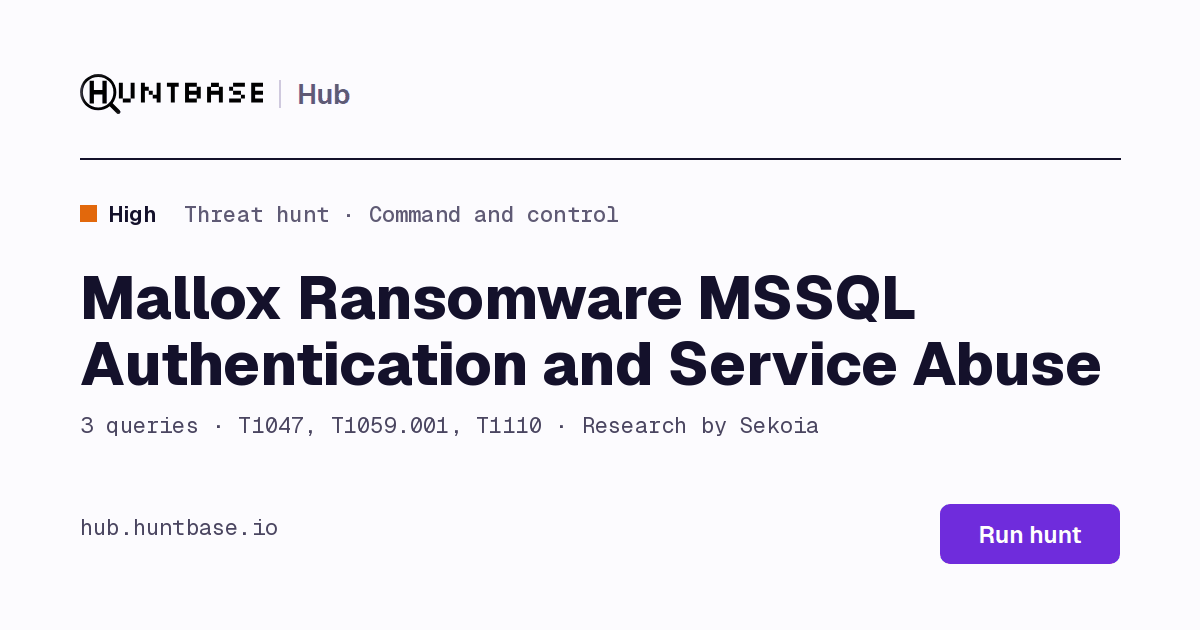 HUNTBASE | Hub
High Threat hunt · Command and control
Mallox Ransomware MSSQL
Authentication and Service Abuse
3 queries · T1047, T1059.001, T1110 · Research by Sekoia
hub.huntbase.io
Run hunt